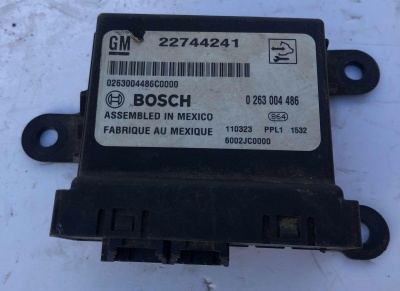 GM 22744241
0263004486C0000
BOSCH 0 263 004 486
ASSEMBLED IN MEXICO
FABRIQUE AU MEXIQUE 110323 PPL1 1532
6002JC0000